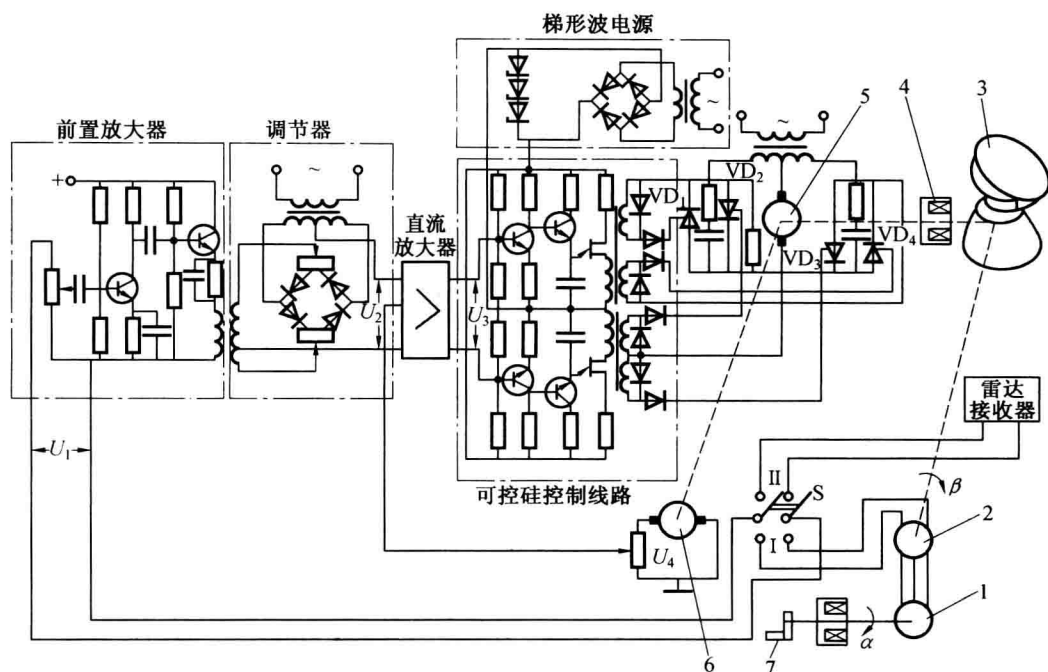 梯形波电源
~
前置放大器
调节器
+
~
直流
放大器
U₂
U₃
~
VD₁
VD₂
VD₃
VD₄
5
4
3
U₁
可控硅控制线路
雷达
接收器
II
S
I
β
2
U₄
6
7
α
1